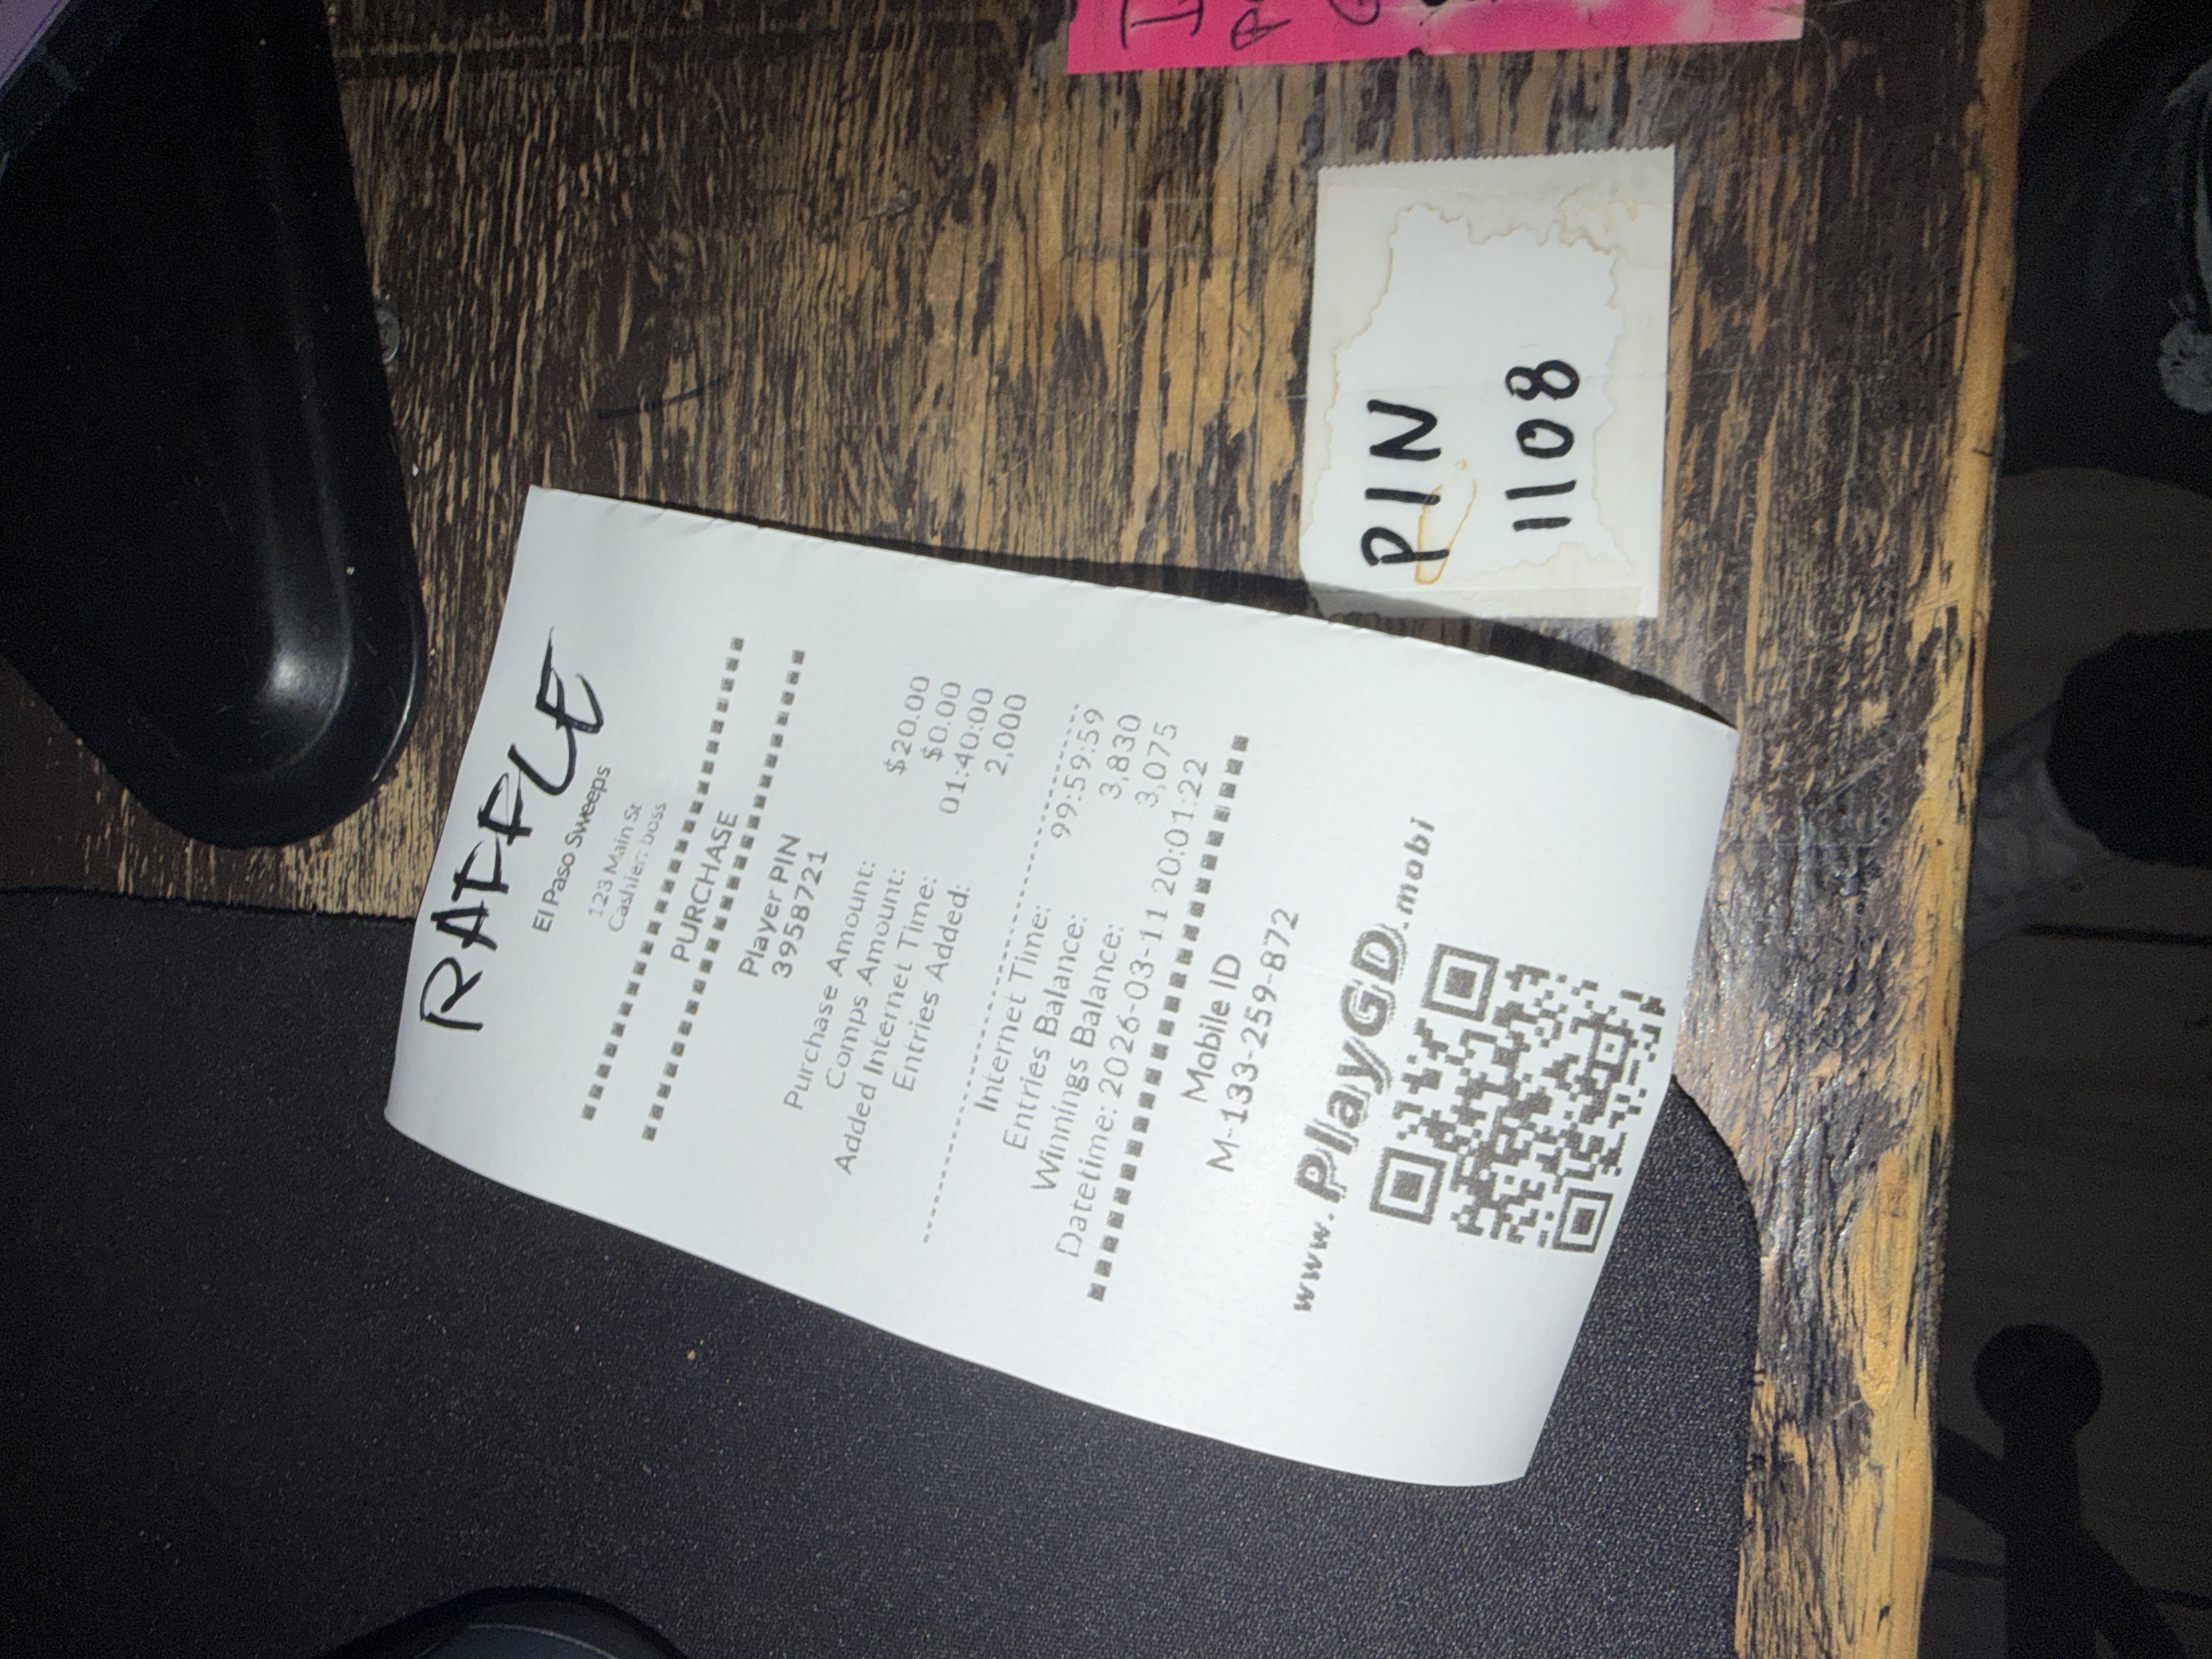 RAPPLE
El Paso Sweeps
123 Main St
Cashier: boss
PURCHASE
Player PIN
3958721
Purchase Amount: $20.00
Comps Amount: $0.00
Added Internet Time: 01:40:00
Entries Added: 2,000
Internet Time: 99:59:59
Entries Balance: 3,830
Winnings Balance: 3,075
Datetime: 2026-03-11 20:01:22
Mobile ID
M-133-259-872
www.PlayGD.mobi
PIN
1108